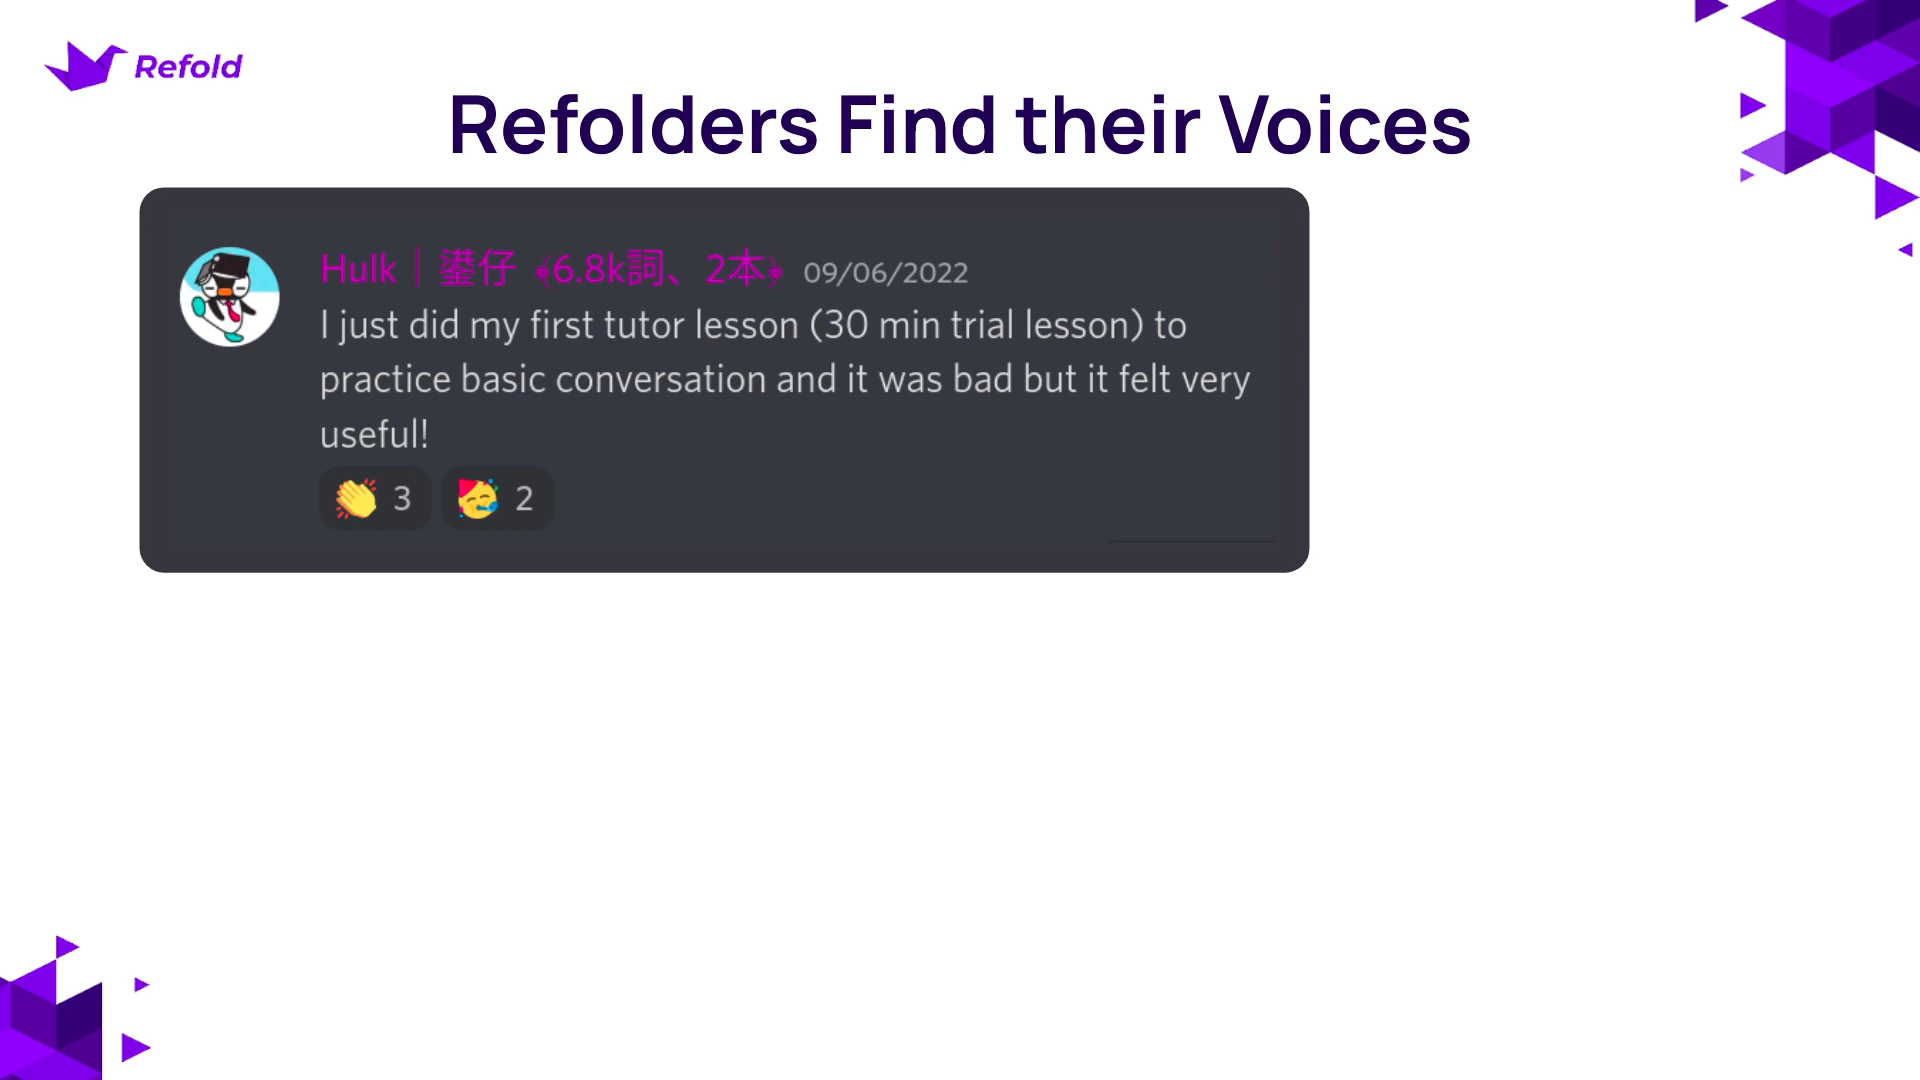 Refold
Refolders Find their Voices
Hulk｜鿋仔 ﴾6.8k詞、2本﴿ 09/06/2022
I just did my first tutor lesson (30 min trial lesson) to
practice basic conversation and it was bad but it felt very
useful!
👏 3 🥳 2